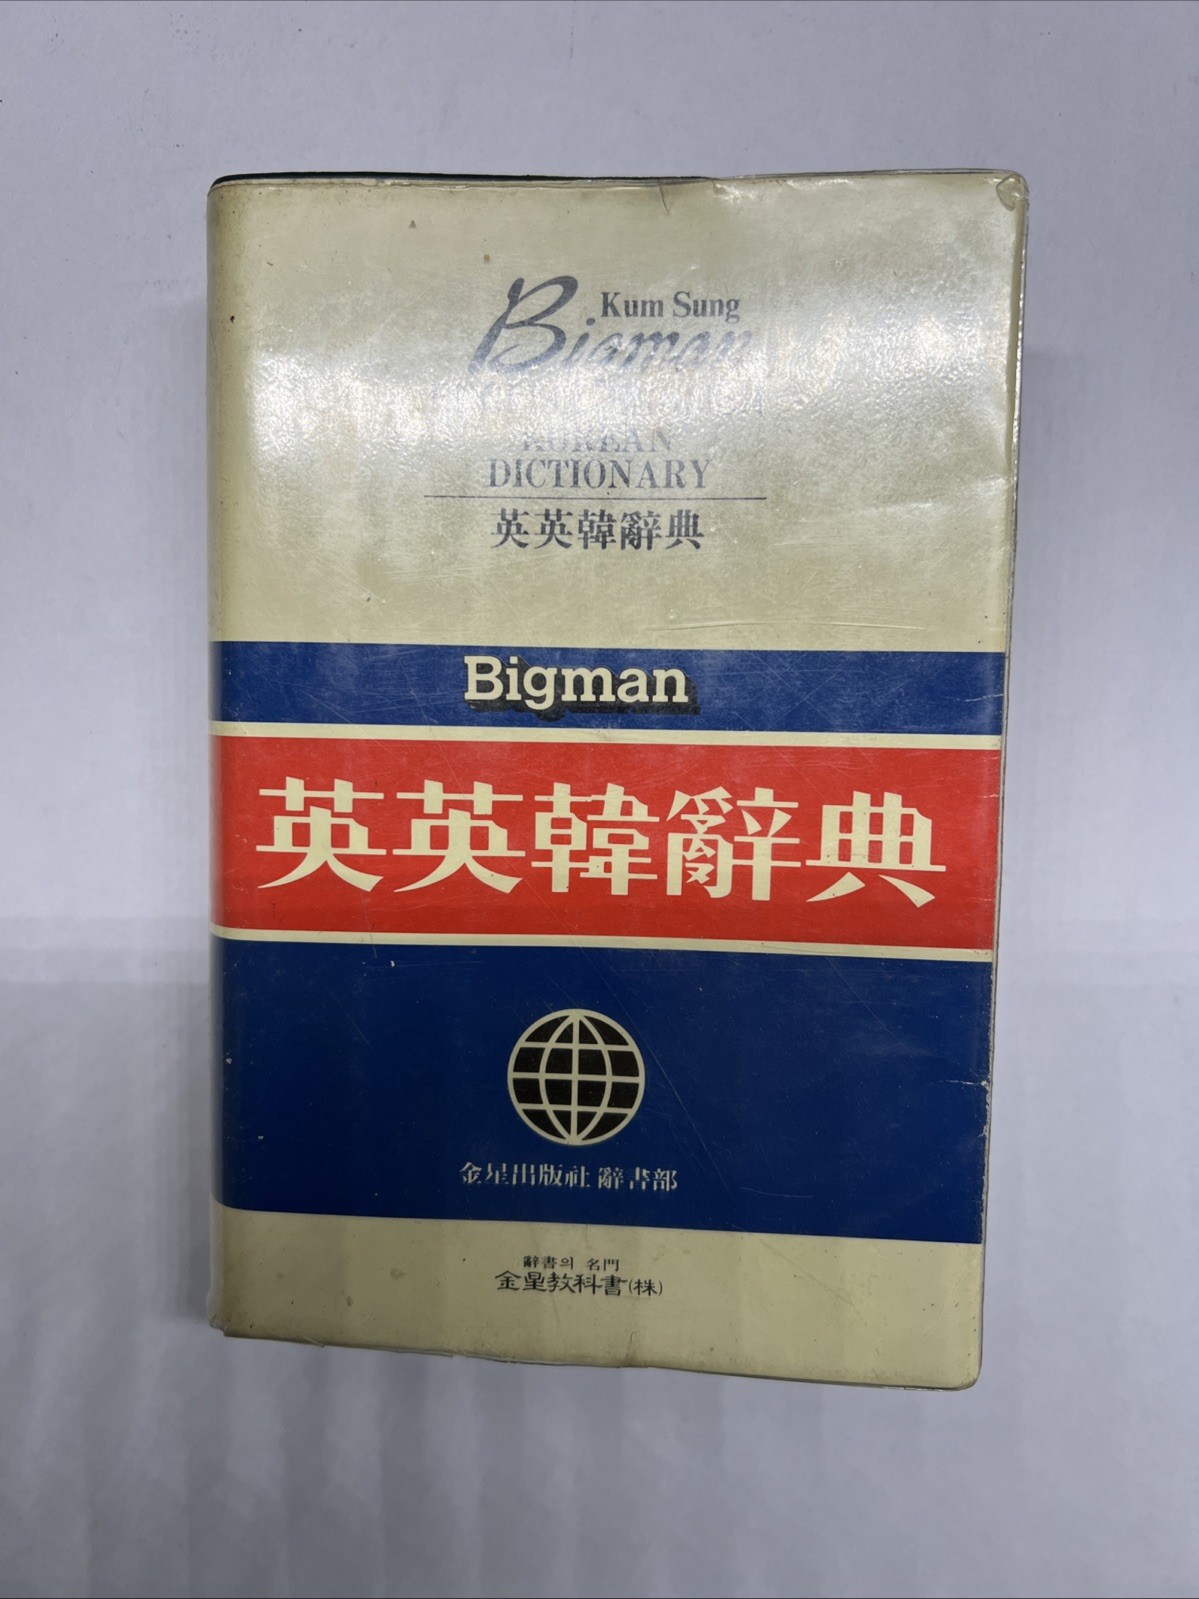 Kum Sung
Bigman
KOREAN
DICTIONARY
英英韓辭典
Bigman
英英韓辭典
金星出版社 辭書部
辭書의 名門
金星教科書(株)